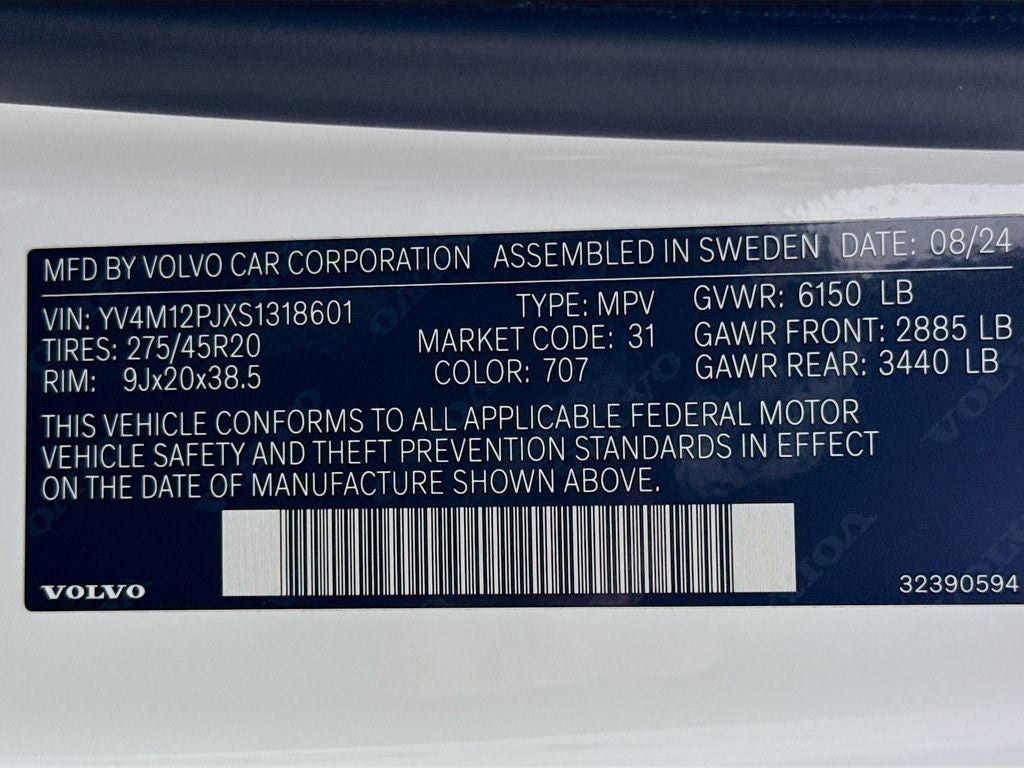 MFD BY VOLVO CAR CORPORATION ASSEMBLED IN SWEDEN DATE: 08/24
VIN: YV4M12PJXS1318601 TYPE: MPV GVWR: 6150 LB
TIRES: 275/45R20 MARKET CODE: 31 GAWR FRONT: 2885 LB
RIM: 9Jx20x38.5 COLOR: 707 GAWR REAR: 3440 LB
THIS VEHICLE CONFORMS TO ALL APPLICABLE FEDERAL MOTOR
VEHICLE SAFETY AND THEFT PREVENTION STANDARDS IN EFFECT
ON THE DATE OF MANUFACTURE SHOWN ABOVE.
VOLVO 32390594